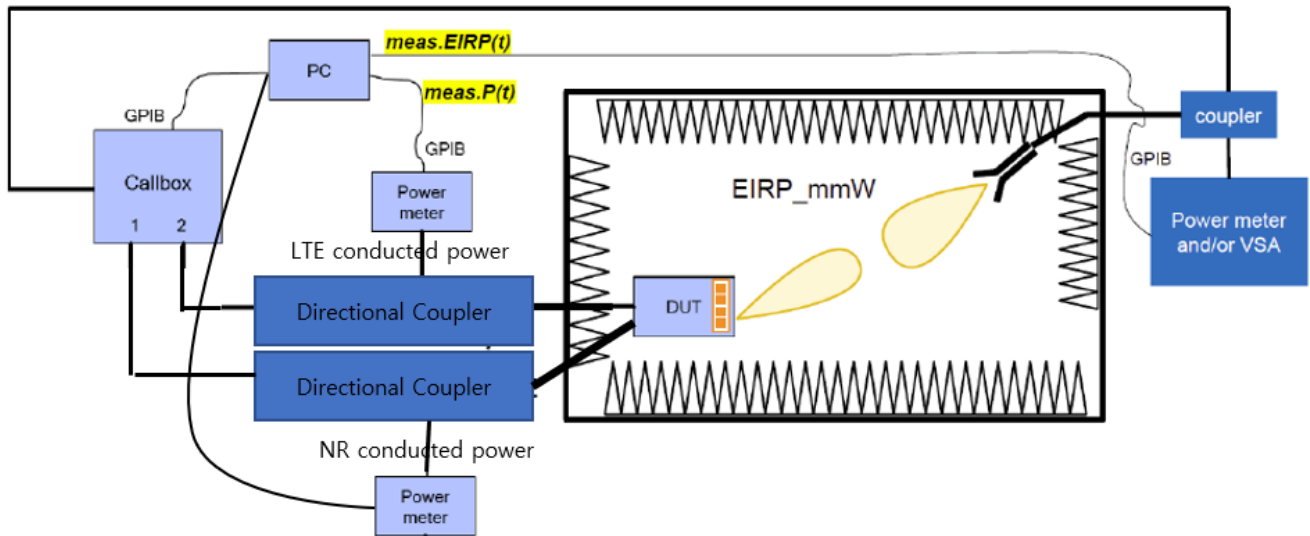 meas.EIRP(t)
PC
meas.P(t)
GPIB
coupler
GPIB
GPIB
Callbox
Power
meter
EIRP_mmW
Power meter
and/or VSA
1 2
LTE conducted power
Directional Coupler
DUT
Directional Coupler
NR conducted power
Power
meter